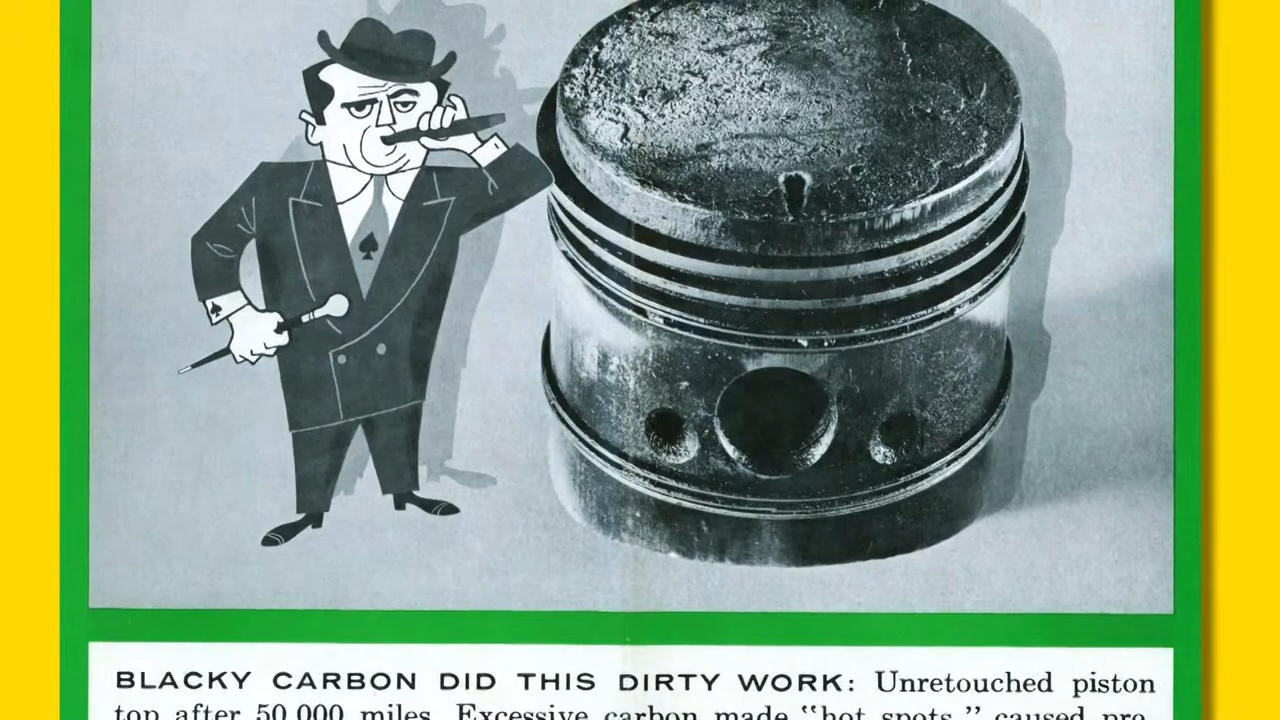 BLACKY CARBON DID THIS DIRTY WORK: Unretouched piston
top after 50,000 miles. Excessive carbon made "hot spots," caused pre-